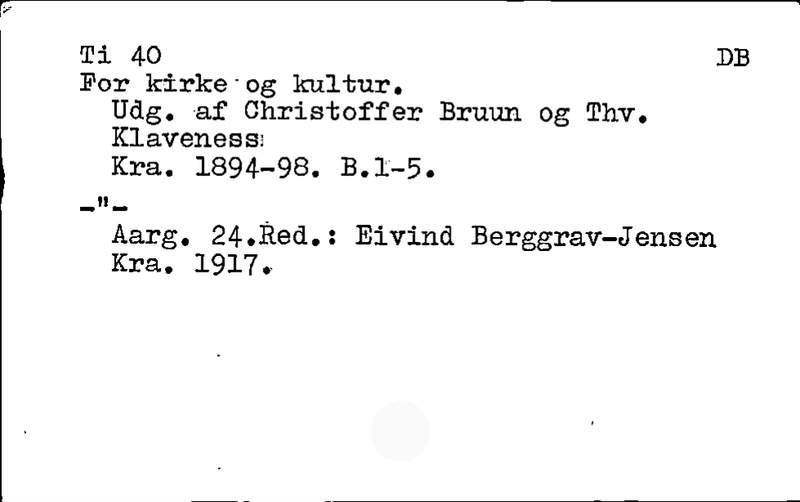 Ti 40 DB
For kirke og kultur.
Udg. af Christoffer Bruun og Thv.
Klaveness
Kra. 1894-98. B.1-5.
-"-
Aarg. 24.Red.: Eivind Berggrav-Jensen
Kra. 1917.